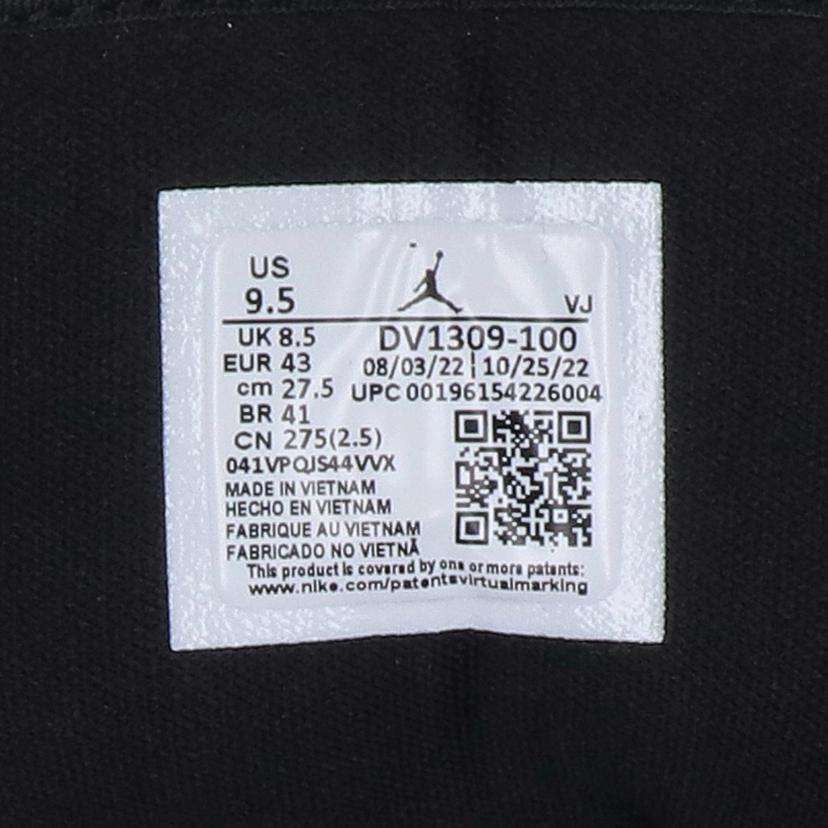 US
9.5
VJ
UK 8.5
DV1309-100
EUR 43
08/03/22 | 10/25/22
cm 27.5
UPC 00196154226004
BR 41
CN 275(2.5)
041VPQJS44VVX
MADE IN VIETNAM
HECHO EN VIETNAM
FABRIQUE AU VIETNAM
FABRICADO NO VIETNÃ
This product is covered by one or more patents:
www.nike.com/patentsvirtualmarking